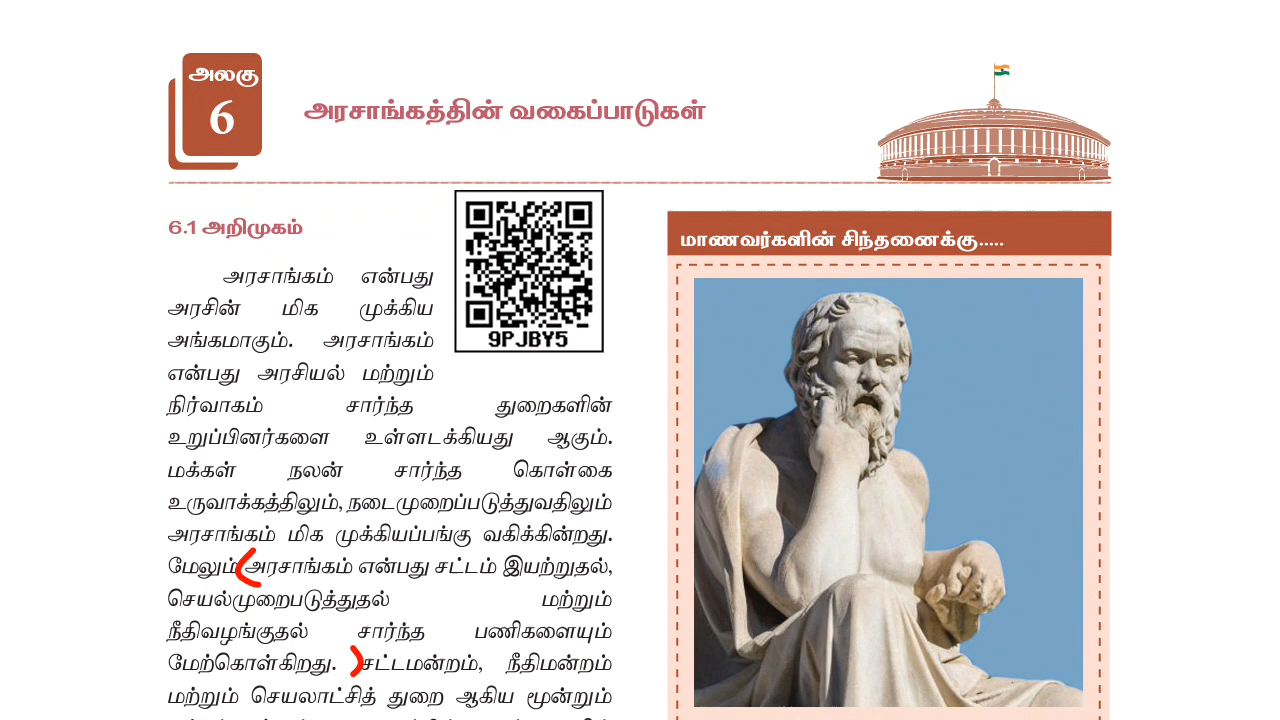 அலகு
6
அரசாங்கத்தின் வகைப்பாடுகள்
6.1 அறிமுகம்
அரசாங்கம் என்பது
அரசின் மிக முக்கிய
அங்கமாகும். அரசாங்கம்
என்பது அரசியல் மற்றும்
நிர்வாகம் சார்ந்த துறைகளின்
உறுப்பினர்களை உள்ளடக்கியது ஆகும்.
மக்கள் நலன் சார்ந்த கொள்கை
உருவாக்கத்திலும், நடைமுறைப்படுத்துவதிலும்
அரசாங்கம் மிக முக்கியப்பங்கு வகிக்கின்றது.
மேலும் அரசாங்கம் என்பது சட்டம் இயற்றுதல்,
செயல்முறைபடுத்துதல் மற்றும்
நீதிவழங்குதல் சார்ந்த பணிகளையும்
மேற்கொள்கிறது. சட்டமன்றம், நீதிமன்றம்
மற்றும் செயலாட்சித் துறை ஆகிய மூன்றும்
9PJBY5
மாணவர்களின் சிந்தனைக்கு.....